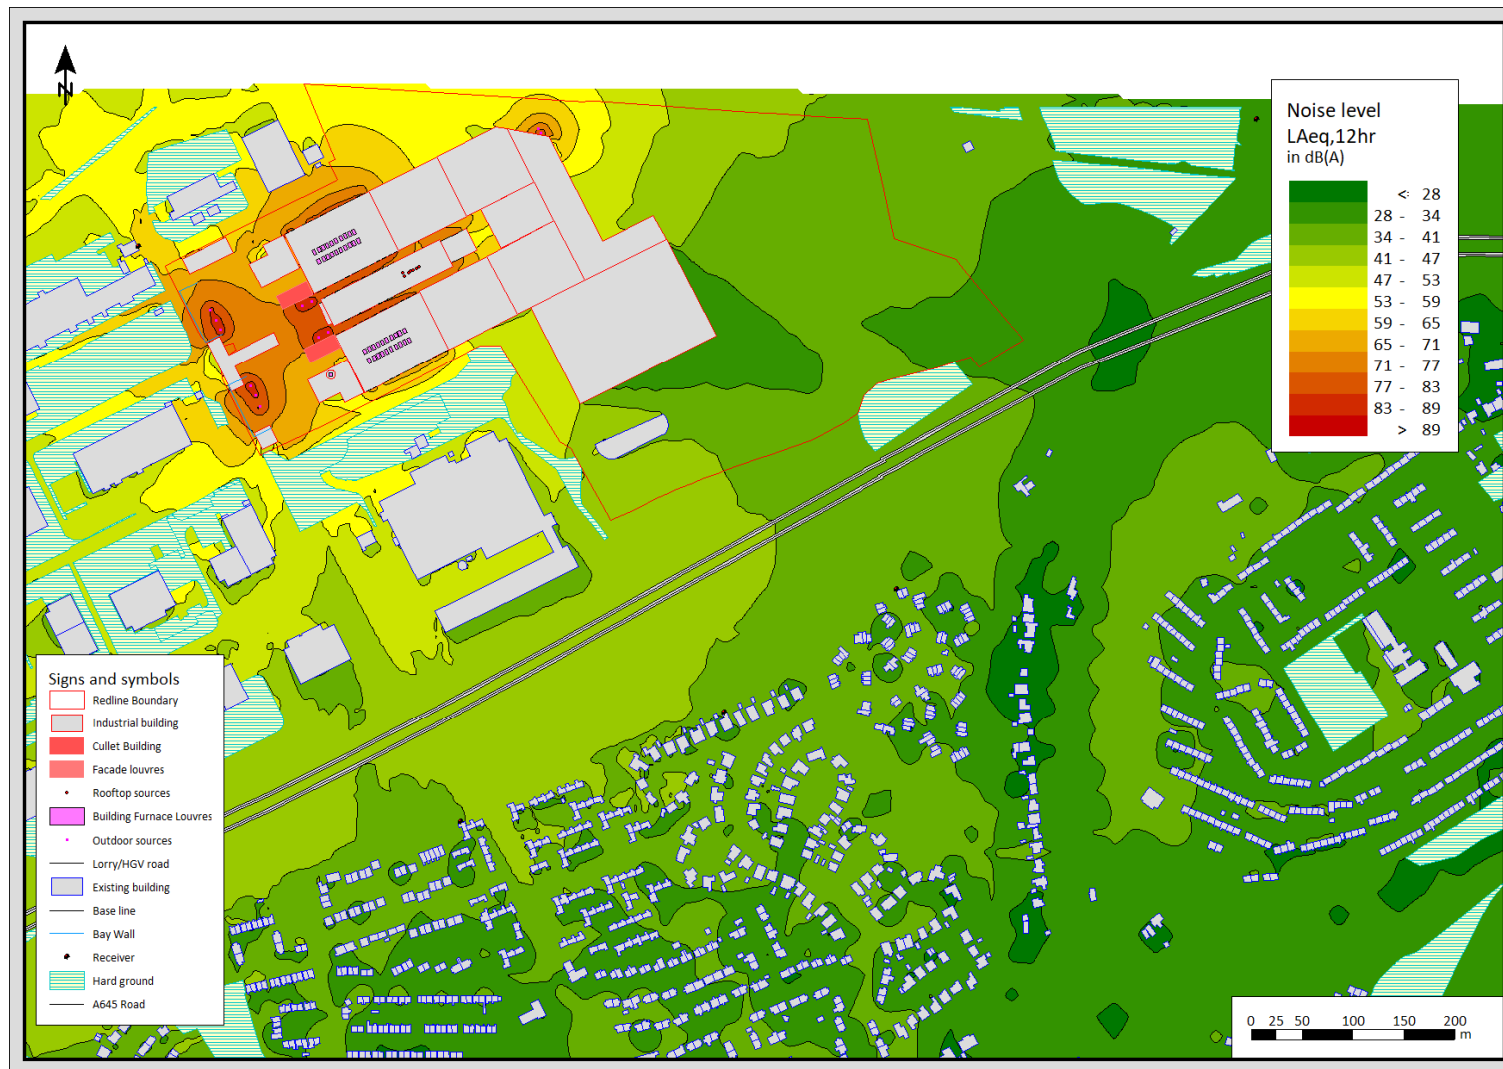 N
Noise level
LAeq,12hr
in dB(A)
<= 28
28 - 34
34 - 41
41 - 47
47 - 53
53 - 59
59 - 65
65 - 71
71 - 77
77 - 83
83 - 89
> 89
Signs and symbols
Redline Boundary
Industrial building
Cullet Building
Facade louvres
Rooftop sources
Building Furnace Louvres
Outdoor sources
Lorry/HGV road
Existing building
Base line
Bay Wall
Receiver
Hard ground
A645 Road
0 25 50 100 150 200
m